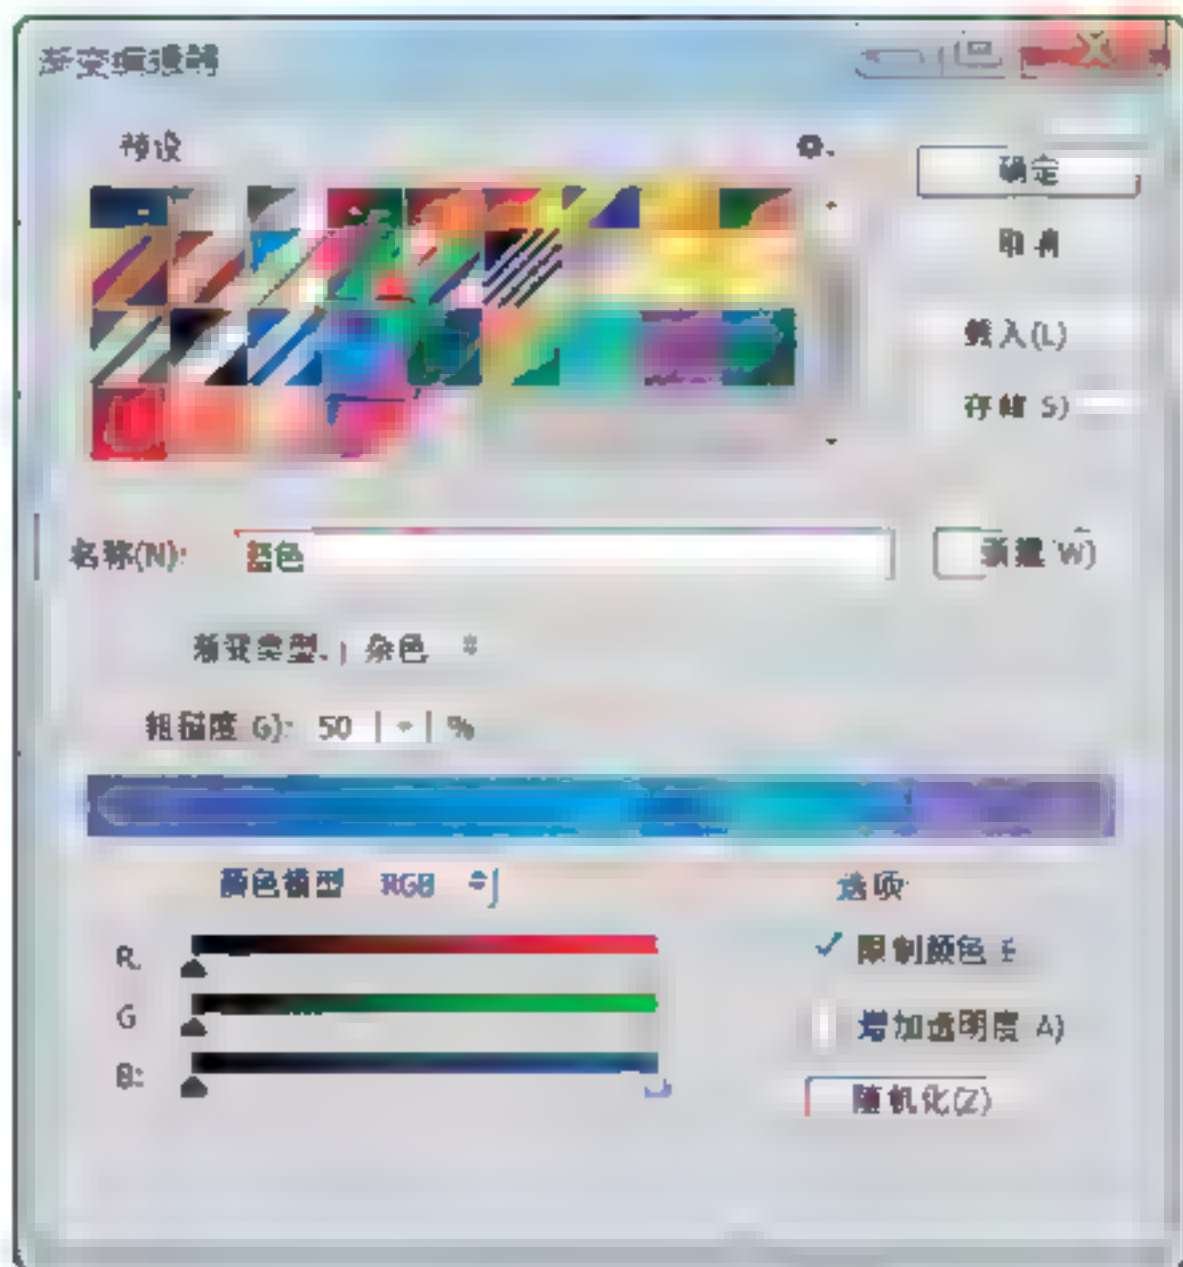 渐变编辑器
预设
确定
取消
载入(L)
存储 S)
名称(N):
蓝色
新建 W)
渐变类型.
杂色
粗糙度 G):
50
%
颜色模型
RGB
选项
R.
限制颜色
G
增加透明度 A)
B:
随机化(Z)